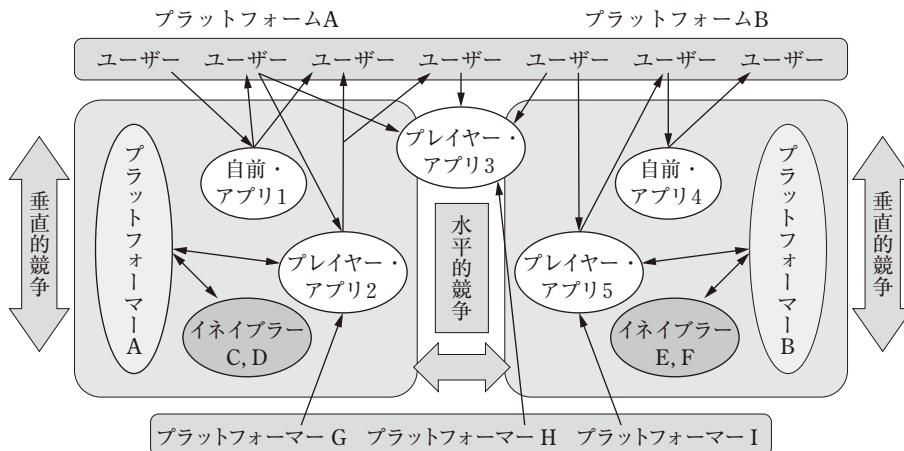 プラットフォームA
プラットフォームB
ユーザー ユーザー ユーザー ユーザー ユーザー ユーザー ユーザー
垂直的競争
プラットフォーマーA
自前・
アプリ1
プレイヤー・
アプリ2
イネイブラー
C, D
プレイヤー・
アプリ3
水平的競争
自前・
アプリ4
プレイヤー・
アプリ5
イネイブラー
E, F
プラットフォーマーB
垂直的競争
プラットフォーマー G プラットフォーマー H プラットフォーマー I